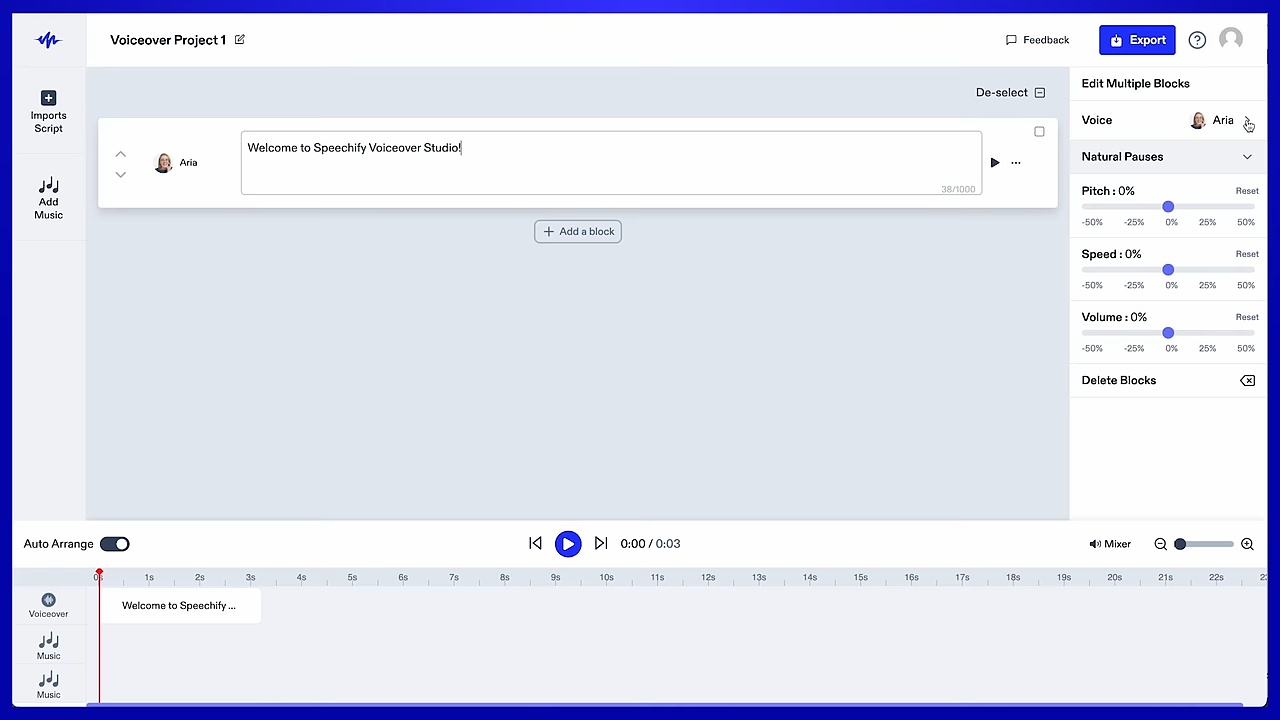 Voiceover Project 1
Feedback
Export
Imports
Script
Add
Music
De-select
Aria
Welcome to Speechify Voiceover Studio!
38/1000
...
Add a block
Edit Multiple Blocks
Voice
Aria
Natural Pauses
Pitch : 0%
Reset
-50% -25% 0% 25% 50%
Speed : 0%
Reset
-50% -25% 0% 25% 50%
Volume : 0%
Reset
-50% -25% 0% 25% 50%
Delete Blocks
Auto Arrange
0:00 / 0:03
Mixer
0s 1s 2s 3s 4s 5s 6s 7s 8s 9s 10s 11s 12s 13s 14s 15s 16s 17s 18s 19s 20s 21s 22s
Voiceover
Welcome to Speechify ...
Music
Music